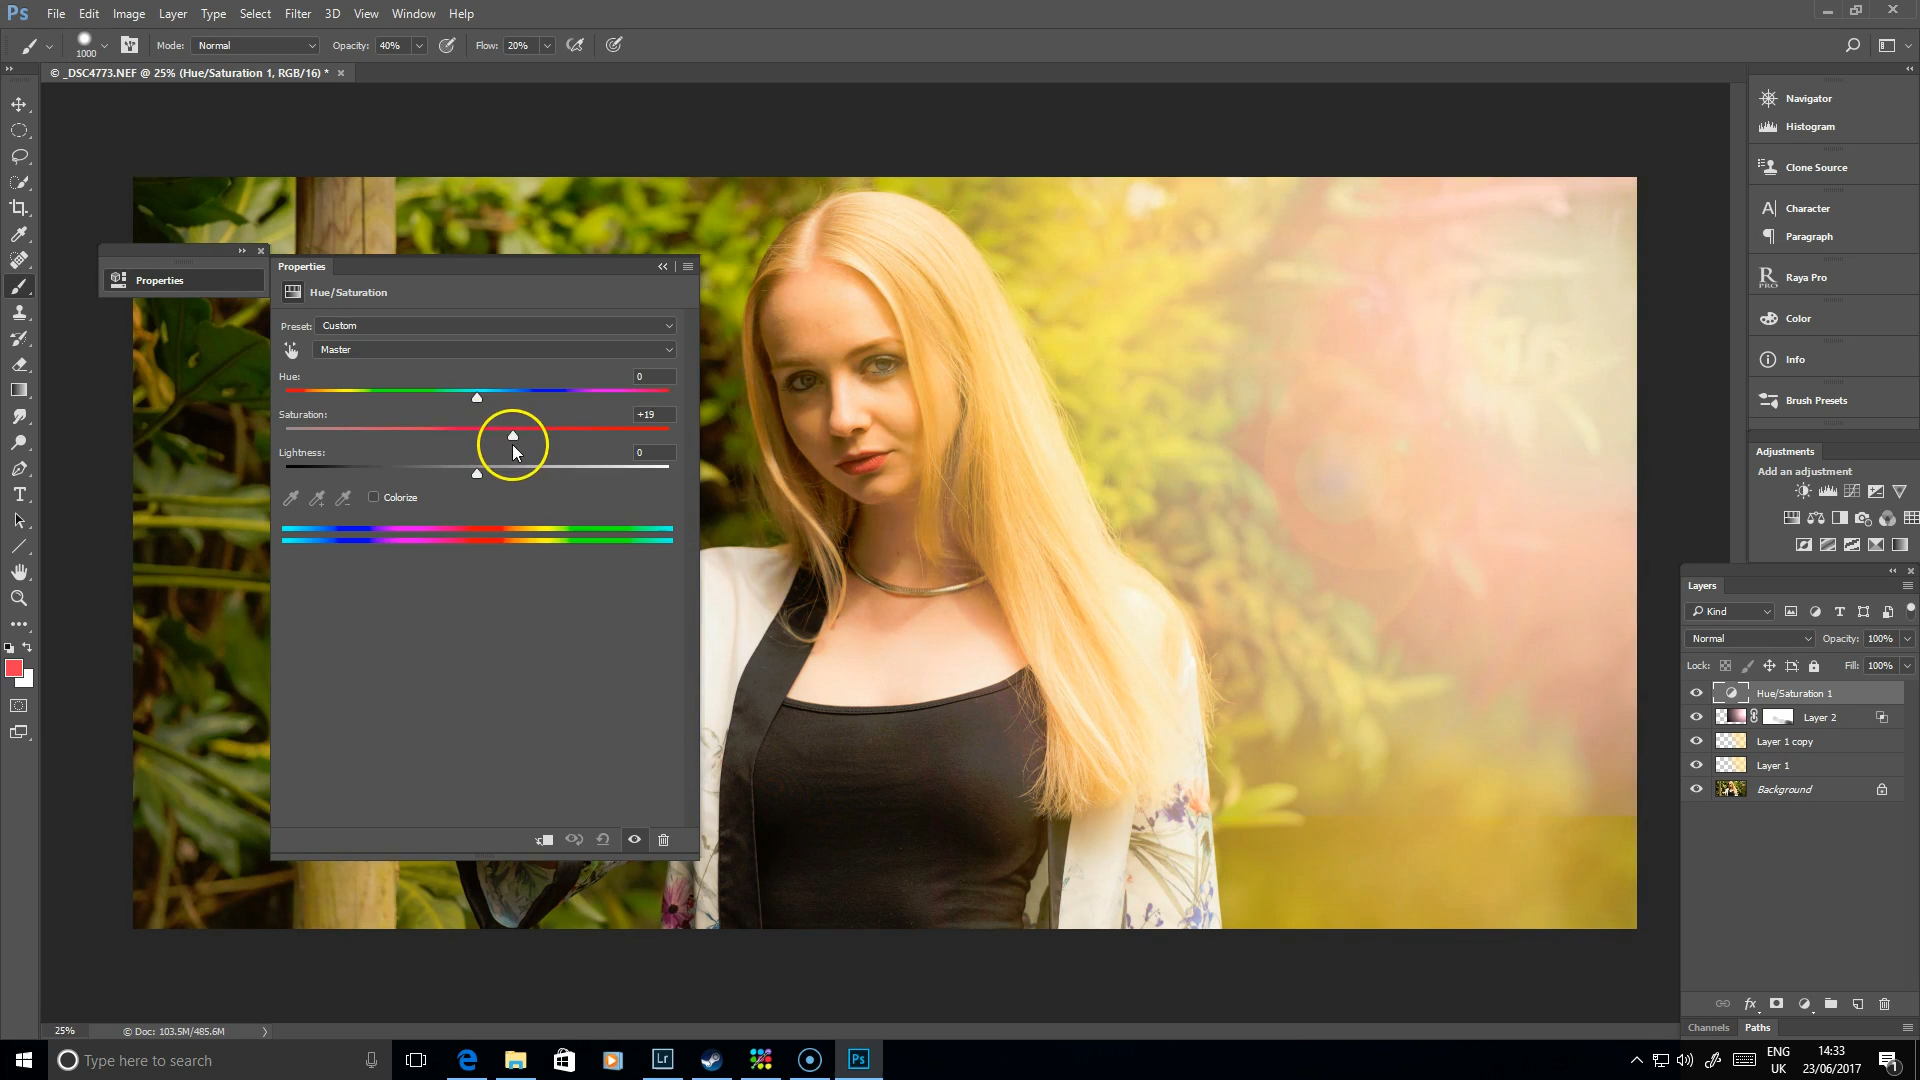 Ps File Edit Image Layer Type Select Filter 3D View Window Help
1000 Mode: Normal Opacity: 40% Flow: 20%
© _DSC4773.NEF @ 25% (Hue/Saturation 1, RGB/16) * ×
Navigator
Histogram
Clone Source
Character
Paragraph
R PRO Raya Pro
Color
Info
Brush Presets
Adjustments
Add an adjustment
Properties
Properties
Hue/Saturation
Preset: Custom
Master
Hue: 0
Saturation: +19
Lightness: 0
Colorize
Layers
Kind
Normal Opacity: 100%
Lock: Fill: 100%
Hue/Saturation 1
Layer 2
Layer 1 copy
Layer 1
Background
fx
Channels Paths
25% © Doc: 103.5M/485.6M
Type here to search
Lr
Ps
ENG
UK
14:33
23/06/2017
1